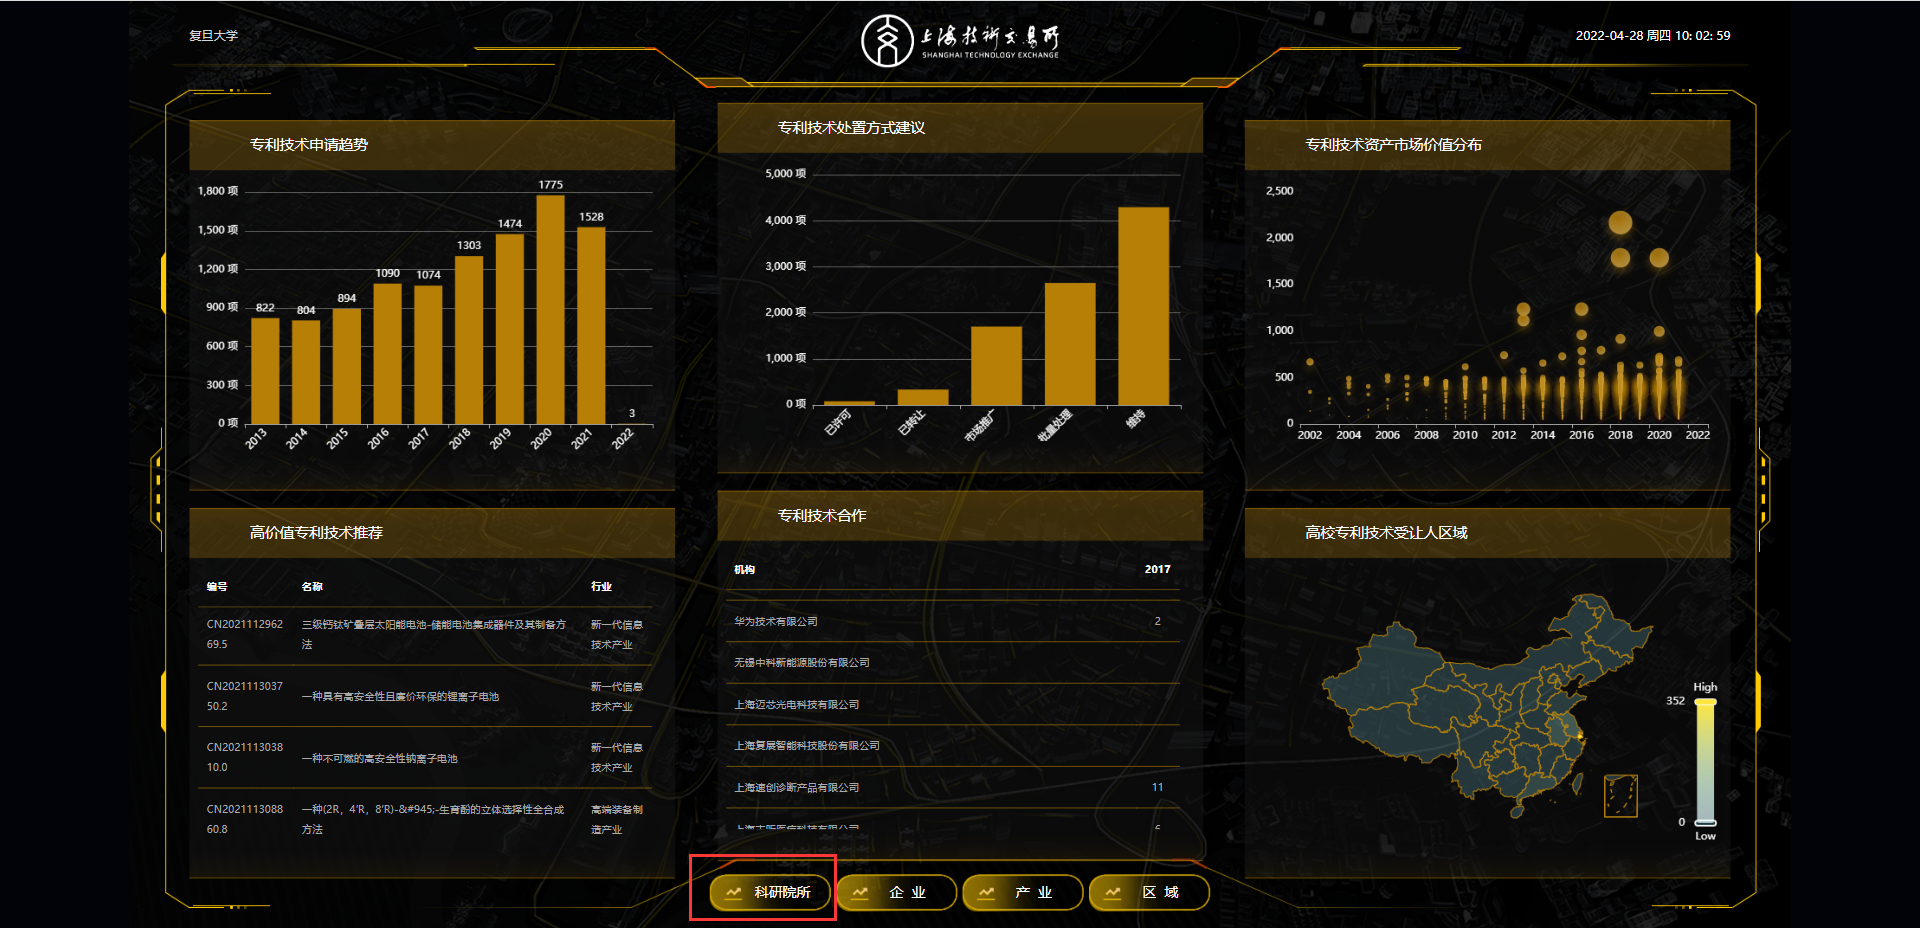 复旦大学
上海技術交易所
SHANGHAI TECHNOLOGY EXCHANGE
2022-04-28 周四 10: 02: 59
专利技术申请趋势
1,800 项
1,500 项
1,200 项
900 项
600 项
300 项
0 项
822
804
894
1090
1074
1303
1474
1775
1528
3
2013
2014
2015
2016
2017
2018
2019
2020
2021
2022
专利技术处置方式建议
5,000 项
4,000 项
3,000 项
2,000 项
1,000 项
0 项
已许可
已转让
市场推广
批量处理
维持
专利技术资产市场价值分布
2,500
2,000
1,500
1,000
500
0
2002 2004 2006 2008 2010 2012 2014 2016 2018 2020 2022
高价值专利技术推荐
编号 名称 行业
CN2021112962
69.5
三级钙钛矿叠层太阳能电池-储能电池集成器件及其制备方
法
新一代信息
技术产业
CN2021113037
50.2
一种具有高安全性且廉价环保的锂离子电池
新一代信息
技术产业
CN2021113038
10.0
一种不可燃的高安全性钠离子电池
新一代信息
技术产业
CN2021113088
60.8
一种(2R，4'R，8'R)-&#945;-生育酚的立体选择性全合成
方法
高端装备制
造产业
专利技术合作
机构 2017
华为技术有限公司 2
无锡中科新能源股份有限公司
上海迈芯光电科技有限公司
上海复展智能科技股份有限公司
上海速创诊断产品有限公司 11
高校专利技术受让人区域
High
352
0
Low
科研院所
企 业
产 业
区 域